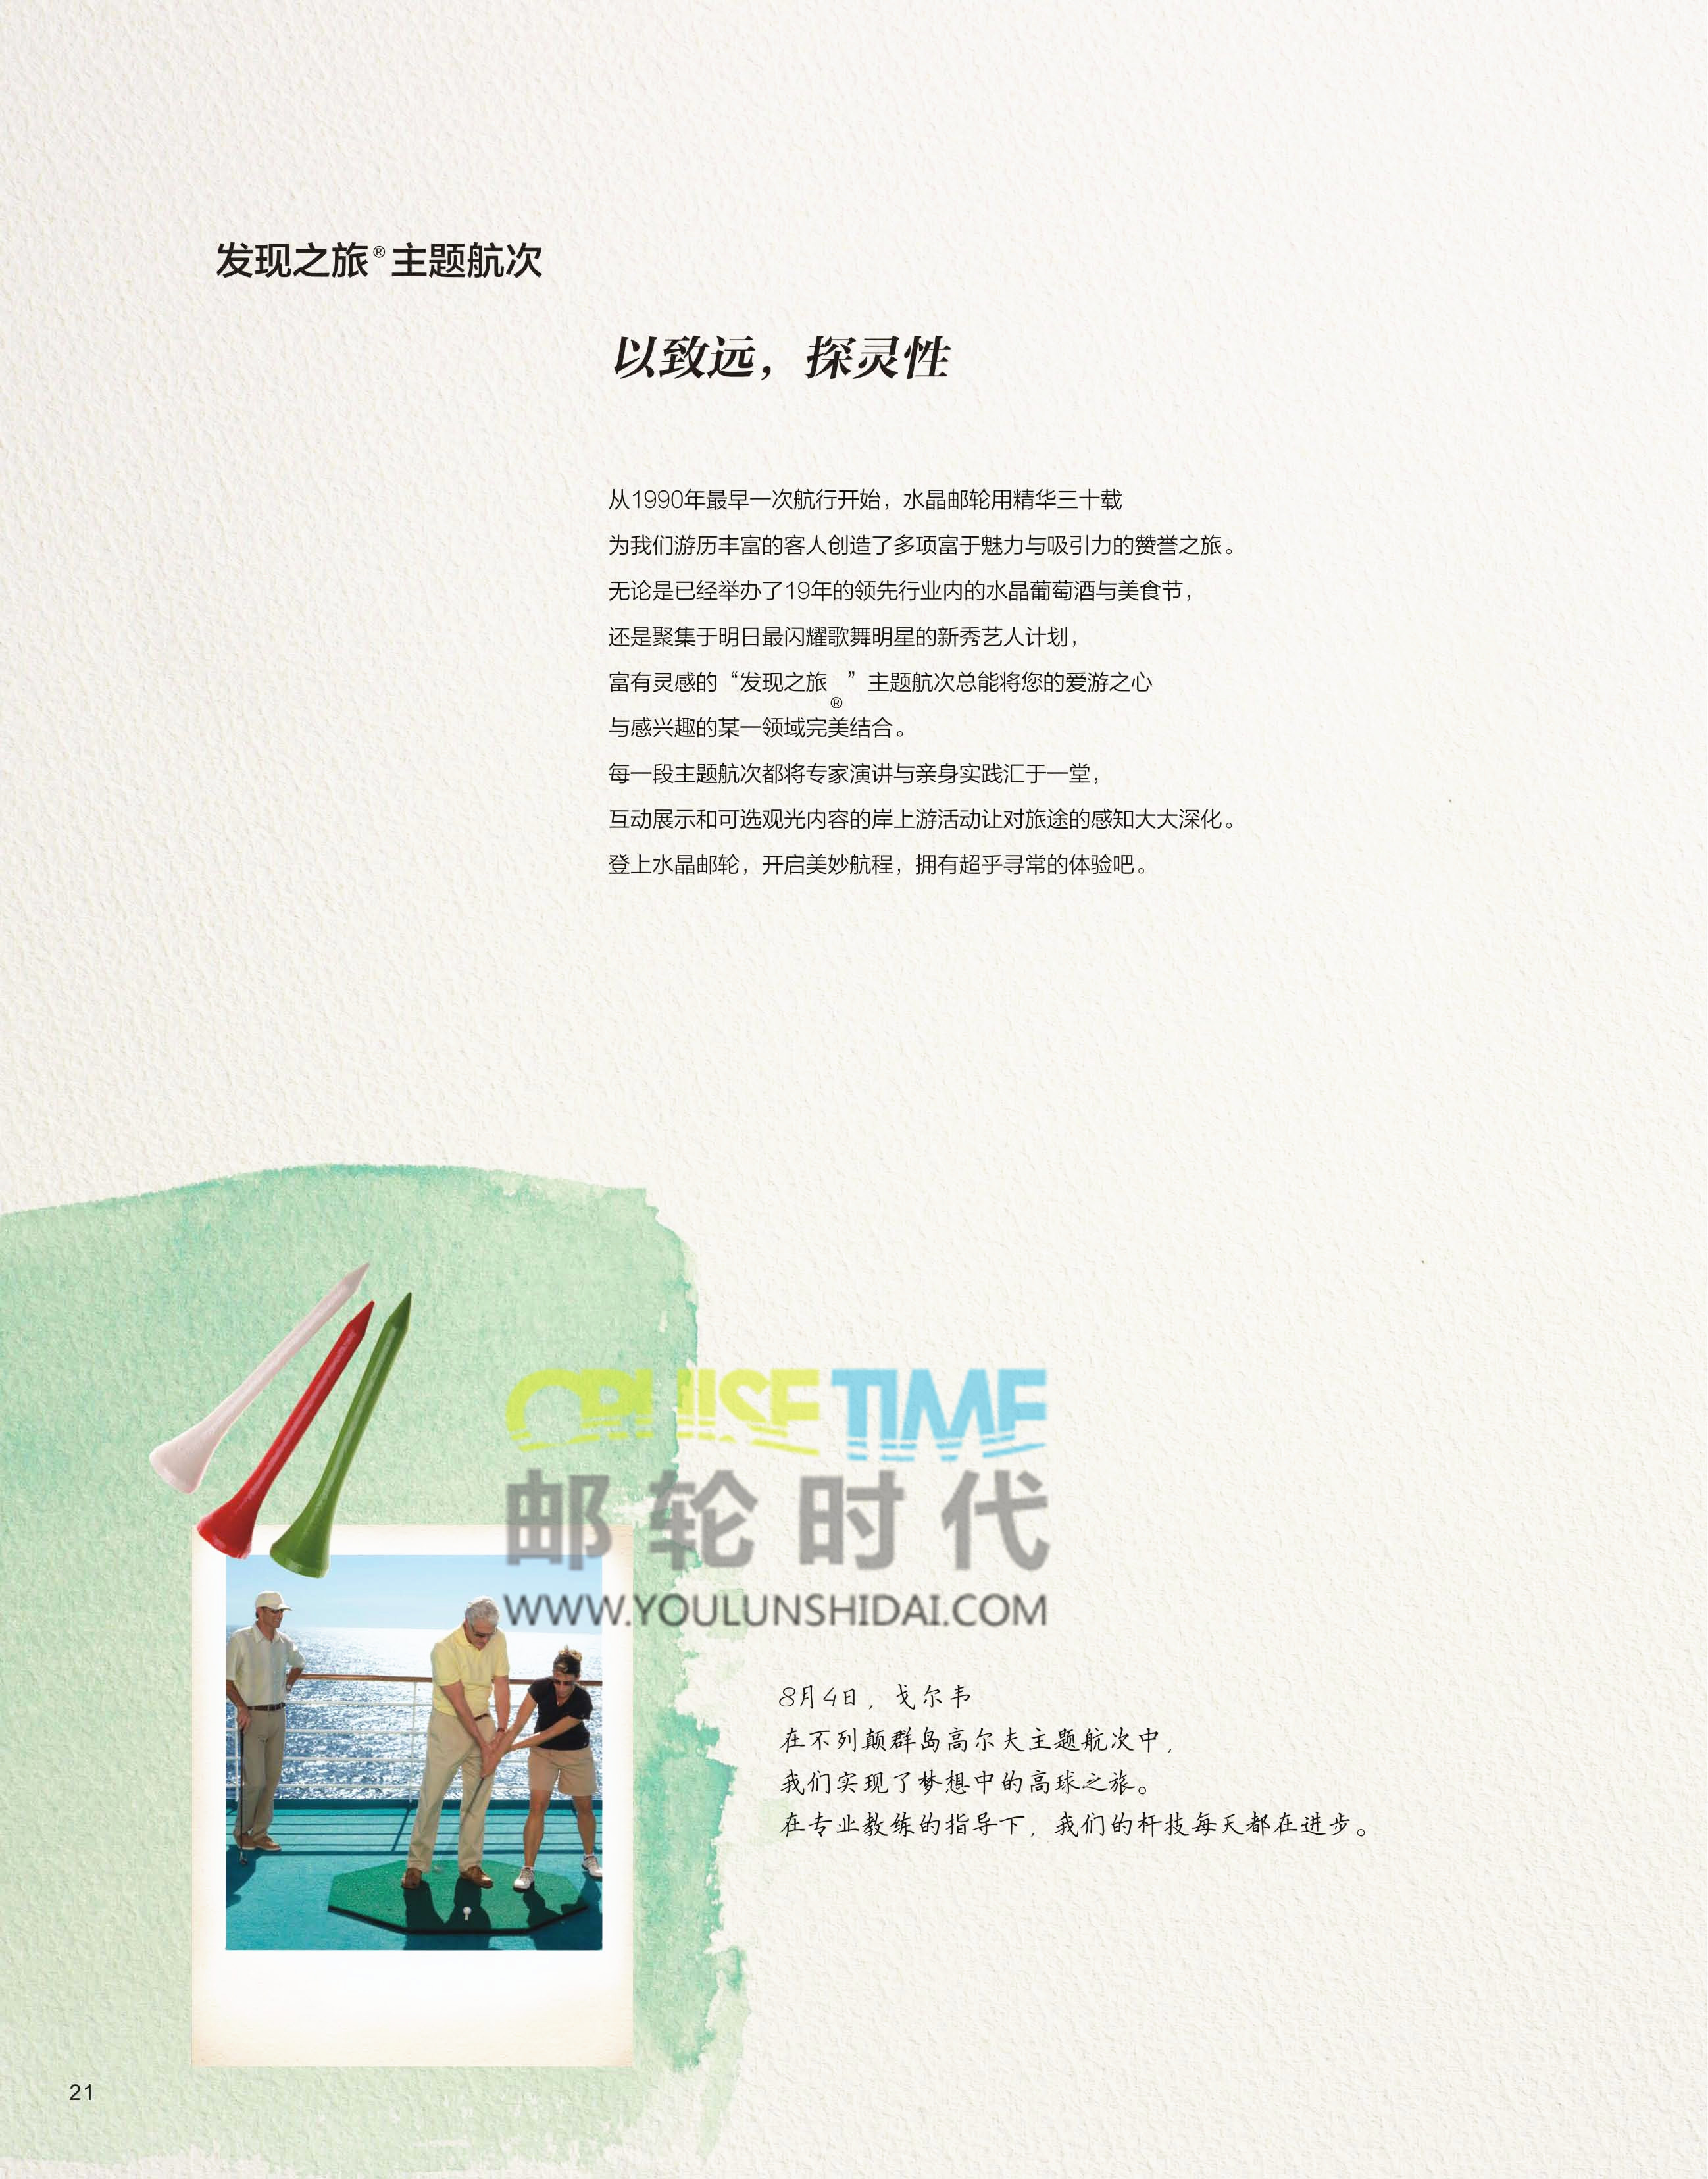 发现之旅®主题航次
以致远，探灵性
从1990年最早一次航行开始，水晶邮轮用精华三十载
为我们游历丰富的客人创造了多项富于魅力与吸引力的赞誉之旅。
无论是已经举办了19年的领先行业内的水晶葡萄酒与美食节，
还是聚集于明日最闪耀歌舞明星的新秀艺人计划，
富有灵感的“发现之旅®”主题航次总能将您的爱游之心
与感兴趣的某一领域完美结合。
每一段主题航次都将专家演讲与亲身实践汇于一堂，
互动展示和可选观光内容的岸上游活动让对旅途的感知大大深化。
登上水晶邮轮，开启美妙航程，拥有超乎寻常的体验吧。
CRUISE TIME
邮轮时代
WWW.YOULUNSHIDAI.COM
8月4日，戈尔韦
在不列颠群岛高尔夫主题航次中，
我们实现了梦想中的高球之旅。
在专业教练的指导下，我们的杆技每天都在进步。
21